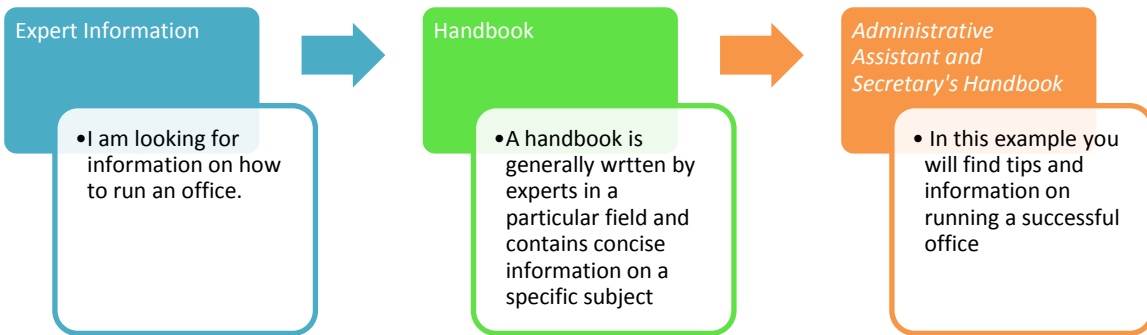 Expert Information
•I am looking for
information on how
to run an office.
Handbook
•A handbook is
generally wrtten by
experts in a
particular field and
contains concise
information on a
specific subject
Administrative
Assistant and
Secretary's Handbook
• In this example you
will find tips and
information on
running a successful
office